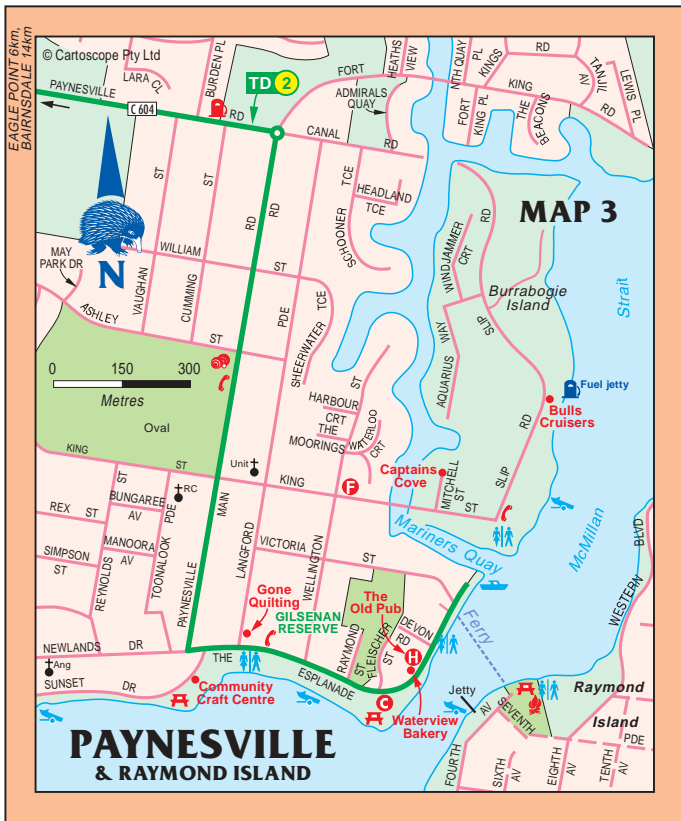 EAGLE POINT 6km,
BAIRNSDALE 14km
© Cartoscope Pty Ltd
PAYNESVILLE
RD
C 604
LARA CL
BURDEN PL
TD 2
FORT
KING
RD
HEATHS
VIEW
ADMIRALS
QUAY
NTH QUAY
PL
KINGS
RD
FORT
KING PL
THE
BEACONS
TANJIL
AV
LEWIS PL
CANAL
RD
MAP 3
N
ST
ST
RD
RD
SCHOONER TCE
HEADLAND
TCE
WINDJAMMER
CRT
RD
Burrabogie
Island
Strait
MAY
PARK DR
WILLIAM
ST
VAUGHAN
CUMMING
PDE
SHEERWATER TCE
ASHLEY
ST
0 150 300
Metres
Oval
AQUARIUS WAY
SLIP
RD
Fuel jetty
Bulls
Cruisers
HARBOUR
CRT
ST
THE
MOORINGS
WATERLOO
CRT
KING
ST
Unit
RC
KING
F
Captains
Cove
MITCHELL
ST
SLIP
ST
Mariners Quay
McMillan
REX ST
ST
BUNGAREE
AV
PDE
MANOORA
AV
SIMPSON
ST
REYNOLDS
TOONALOOK
PAYNESVILLE
MAIN
LANGFORD
VICTORIA
ST
WELLINGTON
WESTERN
BLVD
Gone
Quilting
GILSENAN
RESERVE
The
Old Pub
RAYMOND
ST
FLEISCHER
ST
DEVON
RD
H
Ferry
NEWLANDS DR
Ang
SUNSET DR
THE
ESPLANADE
Community
Craft Centre
C
Waterview
Bakery
Jetty
AV
SEVENTH
Raymond
Island
PDE
FOURTH
SIXTH
AV
EIGHTH
AV
TENTH
AV
PAYNESVILLE
& RAYMOND ISLAND